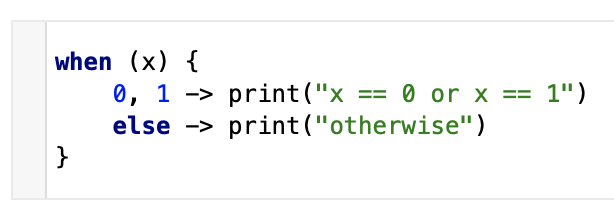 when (x) {
    0, 1 -> print("x == 0 or x == 1")
    else -> print("otherwise")
}